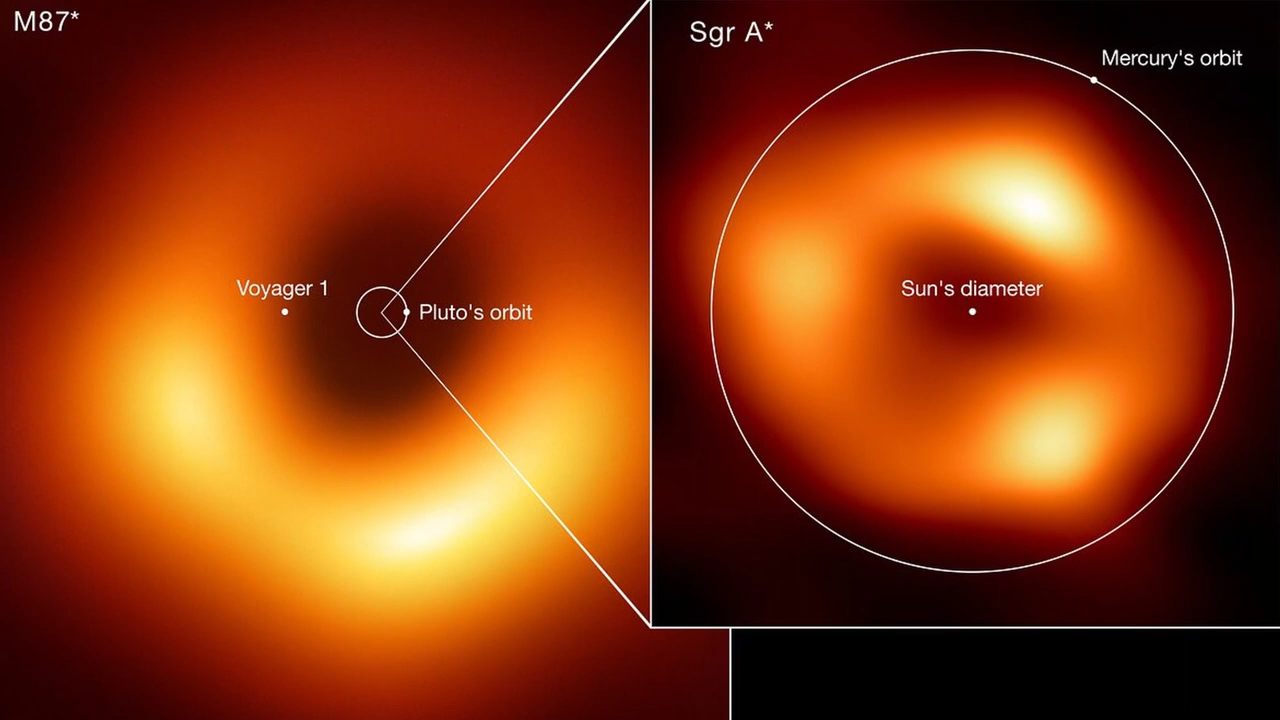 M87*
Sgr A*
Mercury's orbit
Voyager 1
Pluto's orbit
Sun's diameter